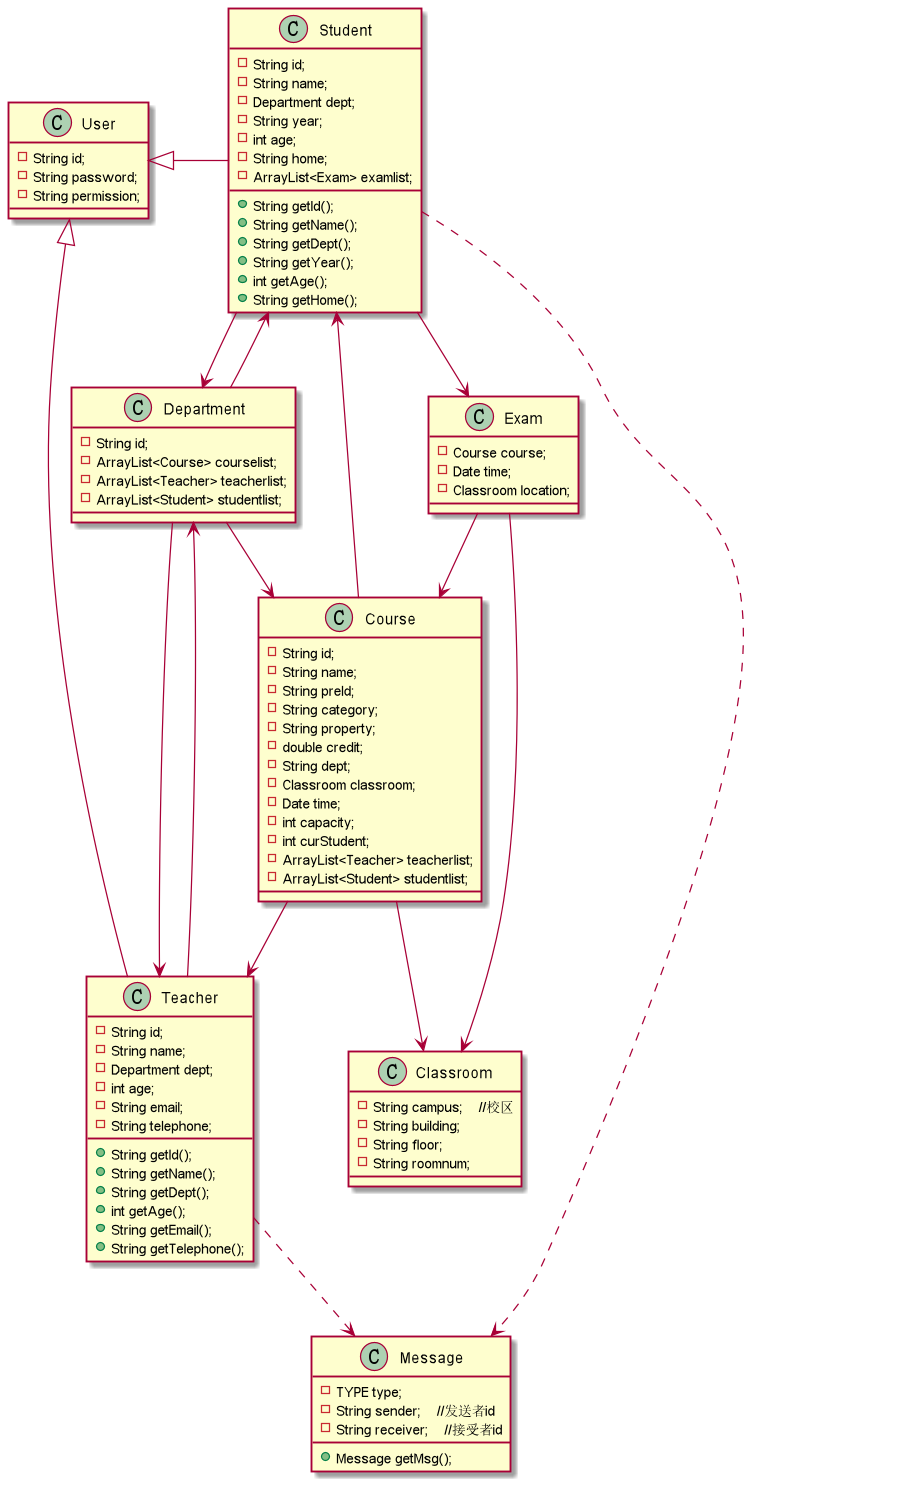 C Student
String id;
String name;
Department dept;
String year;
int age;
String home;
ArrayList<Exam> examlist;
String getId();
String getName();
String getDept();
String getYear();
int getAge();
String getHome();
C User
String id;
String password;
String permission;
C Department
String id;
ArrayList<Course> courselist;
ArrayList<Teacher> teacherlist;
ArrayList<Student> studentlist;
C Exam
Course course;
Date time;
Classroom location;
C Course
String id;
String name;
String preId;
String category;
String property;
double credit;
String dept;
Classroom classroom;
Date time;
int capacity;
int curStudent;
ArrayList<Teacher> teacherlist;
ArrayList<Student> studentlist;
C Teacher
String id;
String name;
Department dept;
int age;
String email;
String telephone;
String getId();
String getName();
String getDept();
int getAge();
String getEmail();
String getTelephone();
C Classroom
String campus; //校区
String building;
String floor;
String roomnum;
C Message
TYPE type;
String sender; //发送者id
String receiver; //接受者id
Message getMsg();